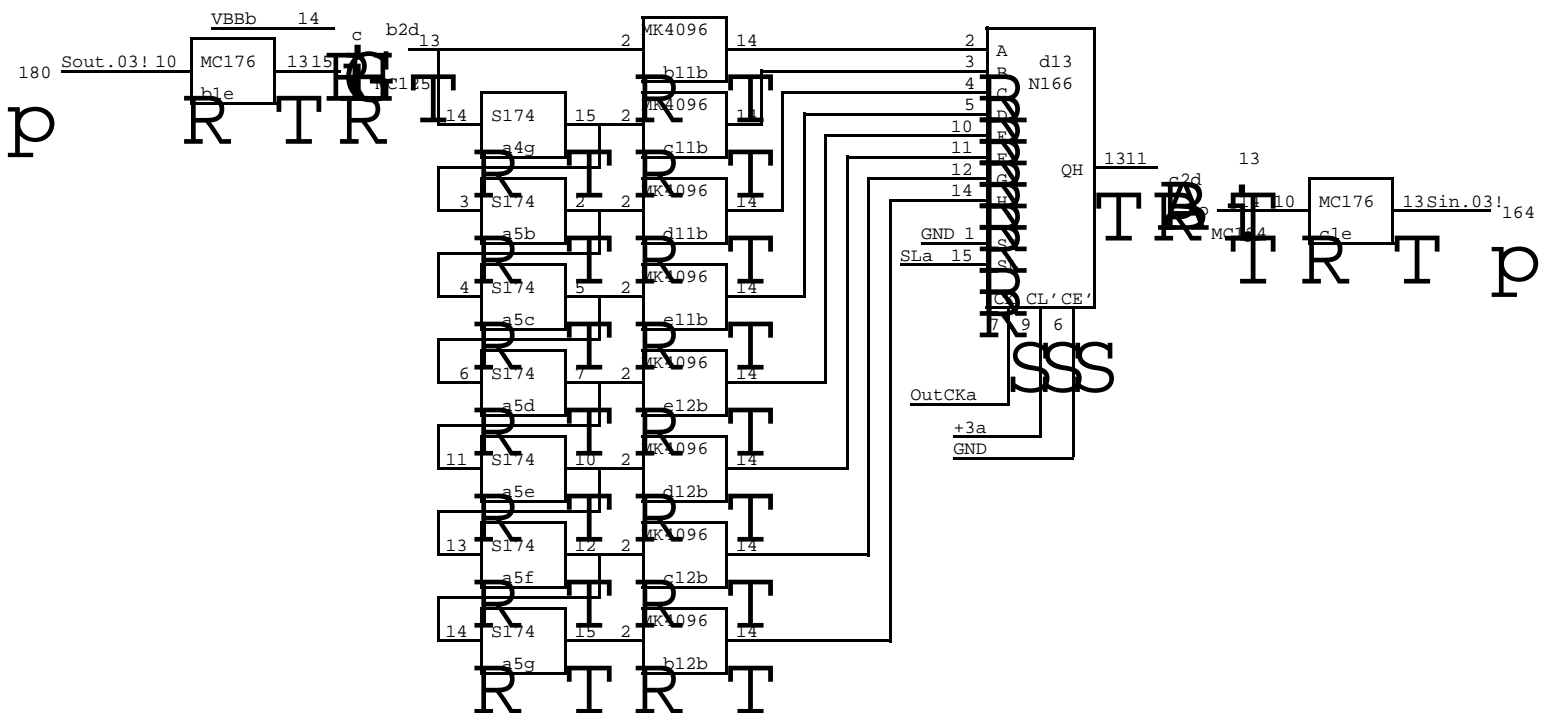 VBBb 14
180 Sout.03! 10 MC176 b1e 1315 c b2d 13
p R T R T
2 MK4096 b11b 14 2 A
R T
14 S174 a4g 15 2 MK4096 c11b 14 3 B
R T R T
3 S174 a5b 2 2 MK4096 d11b 14 4 C
R T R T
4 S174 a5c 5 2 MK4096 e11b 14 5 D
R T R T
6 S174 a5d 7 2 MK4096 e12b 14 10 E
R T R T
11 S174 a5e 10 2 MK4096 d12b 14 11 F
R T R T
13 S174 a5f 12 2 MK4096 c12b 14 12 G
R T R T
14 S174 a5g 15 2 MK4096 b12b 14 14 H
R T R T
d13
N166
QH 1311
GND 1
SLa 15
CL' CE'
7 9 6
SSS
OutCKa
+3a
GND
c2d 13
14 10 MC176 c1e 13 Sin.03! 164
T R T
T R T p